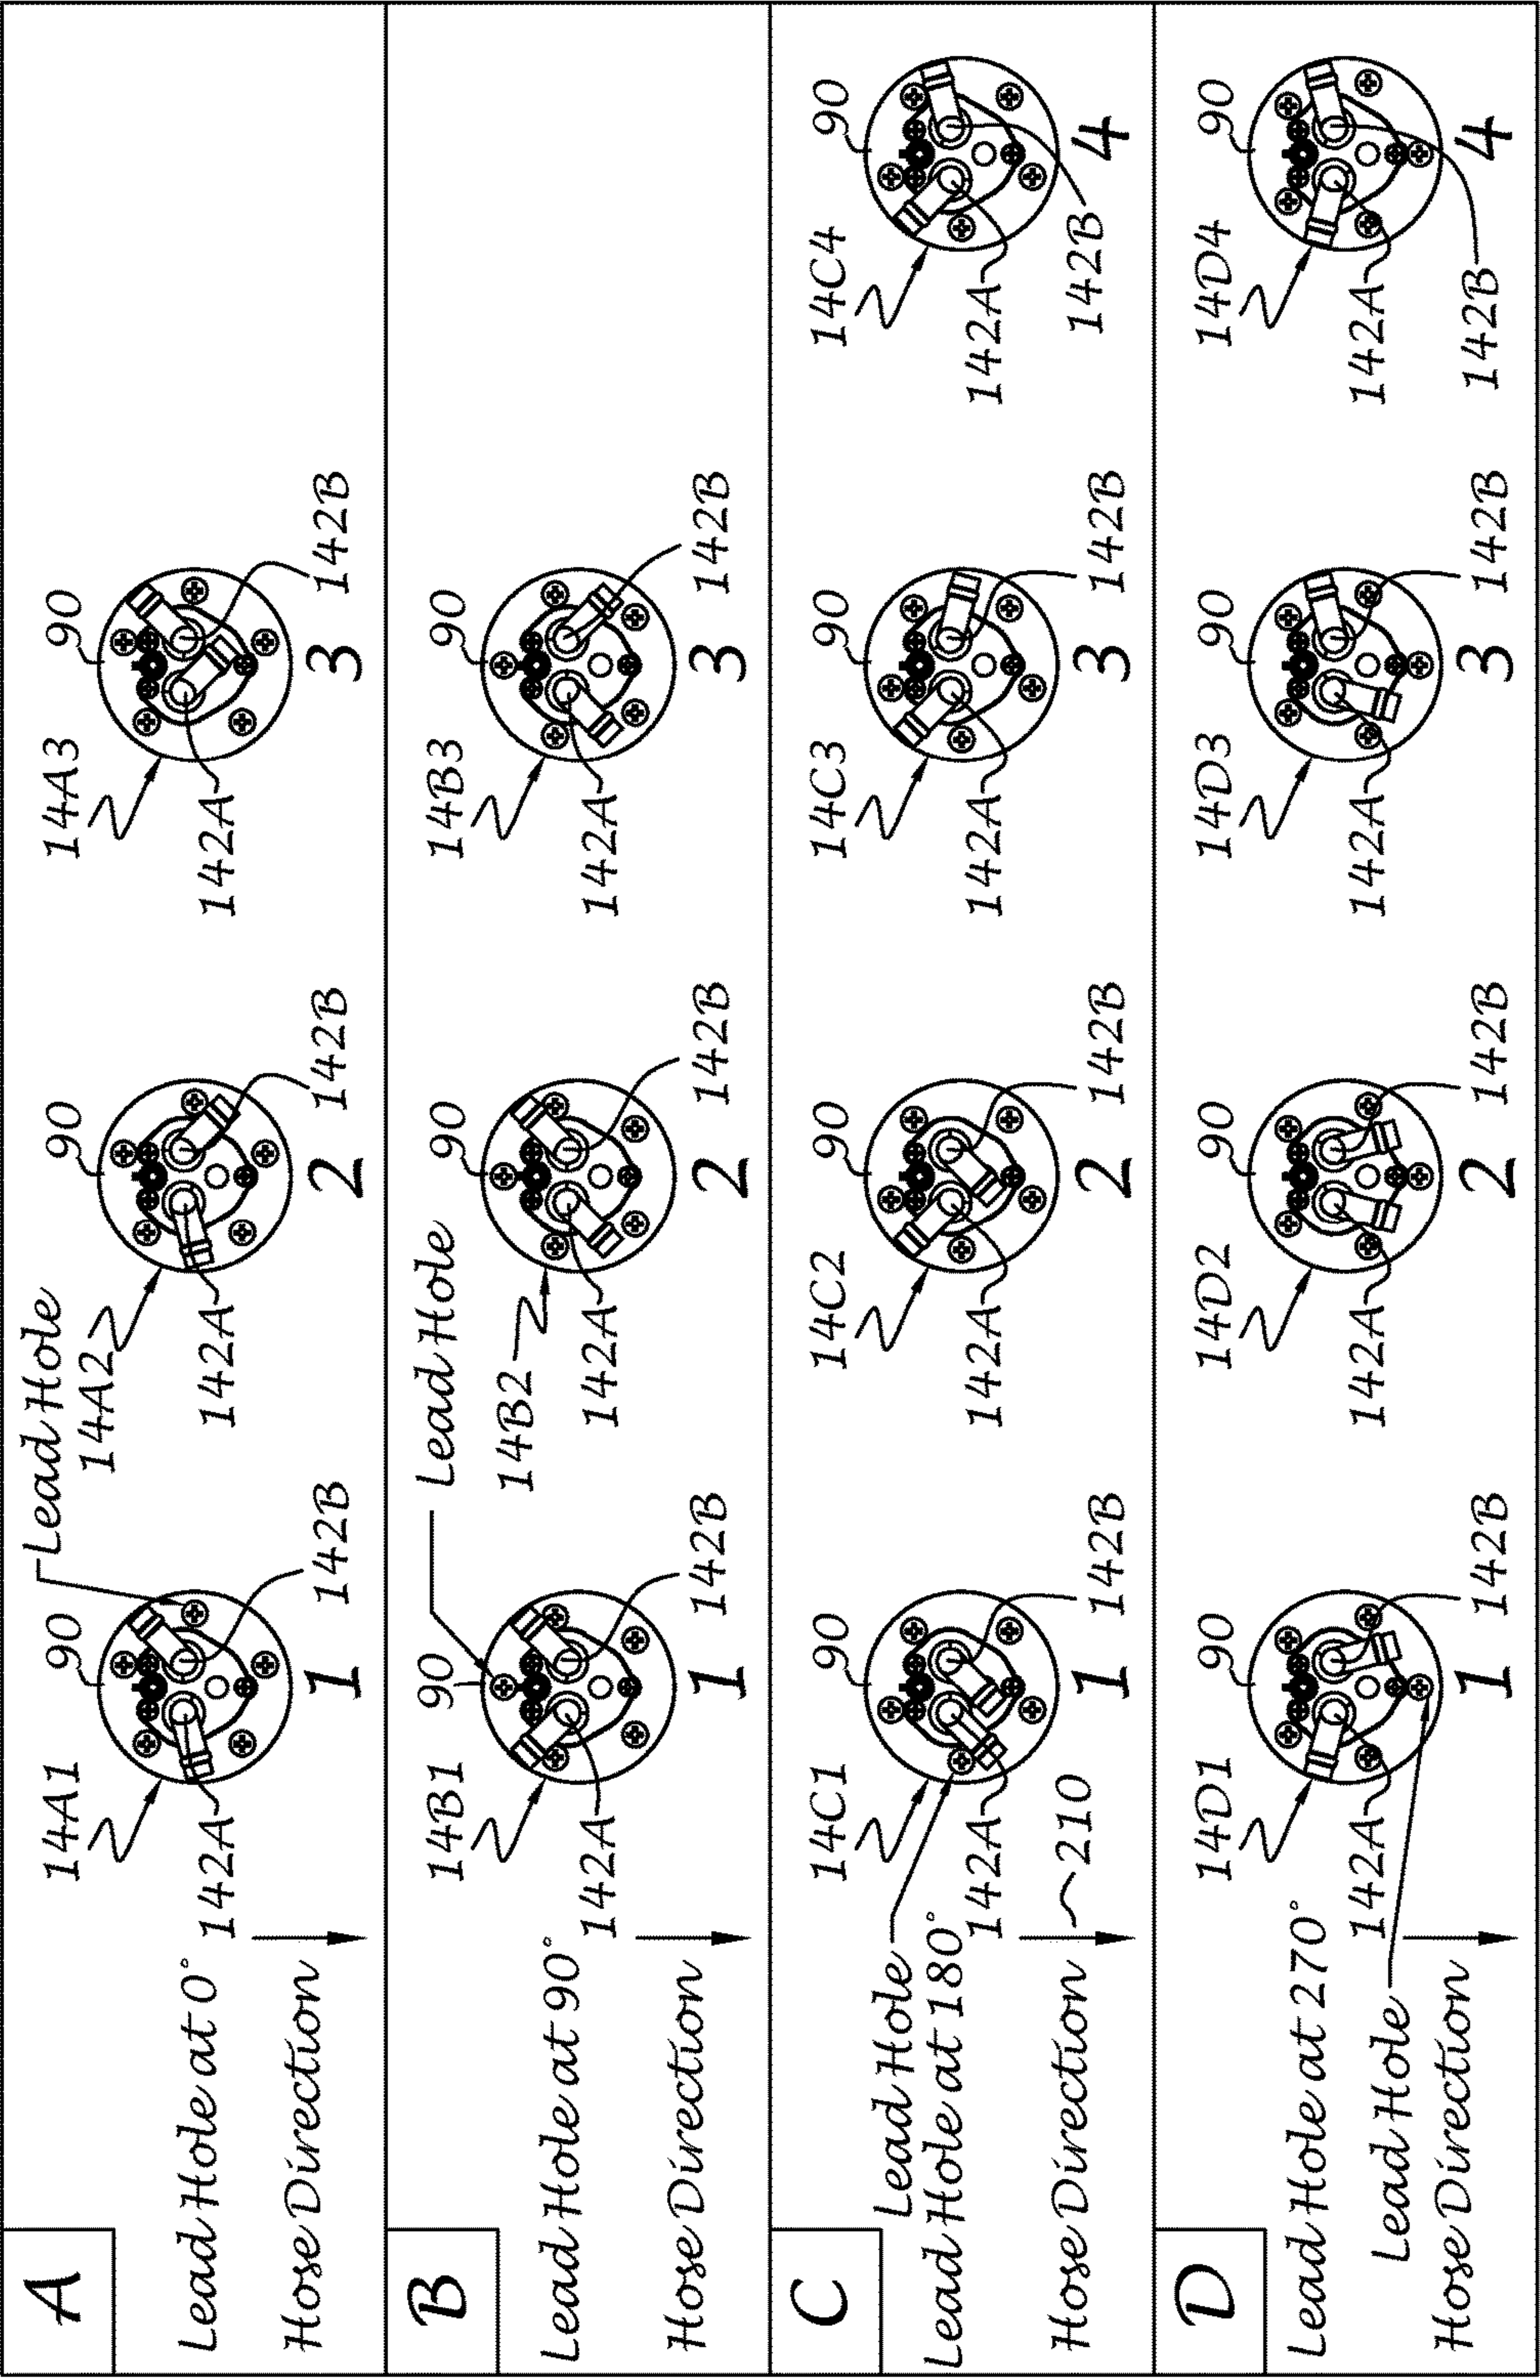 A
Lead Hole at 0°
Hose Direction
14A1
90
142A
142B
1
Lead Hole
14A2
90
142A
142B
2
14A3
90
142A
142B
3
B
Lead Hole at 90°
Hose Direction
14B1
90
142A
142B
1
Lead Hole
14B2
90
142A
142B
2
14B3
90
142A
142B
3
C
Lead Hole
Lead Hole at 180°
Hose Direction
210
14C1
90
142A
142B
1
14C2
90
142A
142B
2
14C3
90
142A
142B
3
14C4
90
142A
142B
4
D
Lead Hole at 270°
Lead Hole
Hose Direction
14D1
90
142A
142B
1
14D2
90
142A
142B
2
14D3
90
142A
142B
3
14D4
90
142A
142B
4